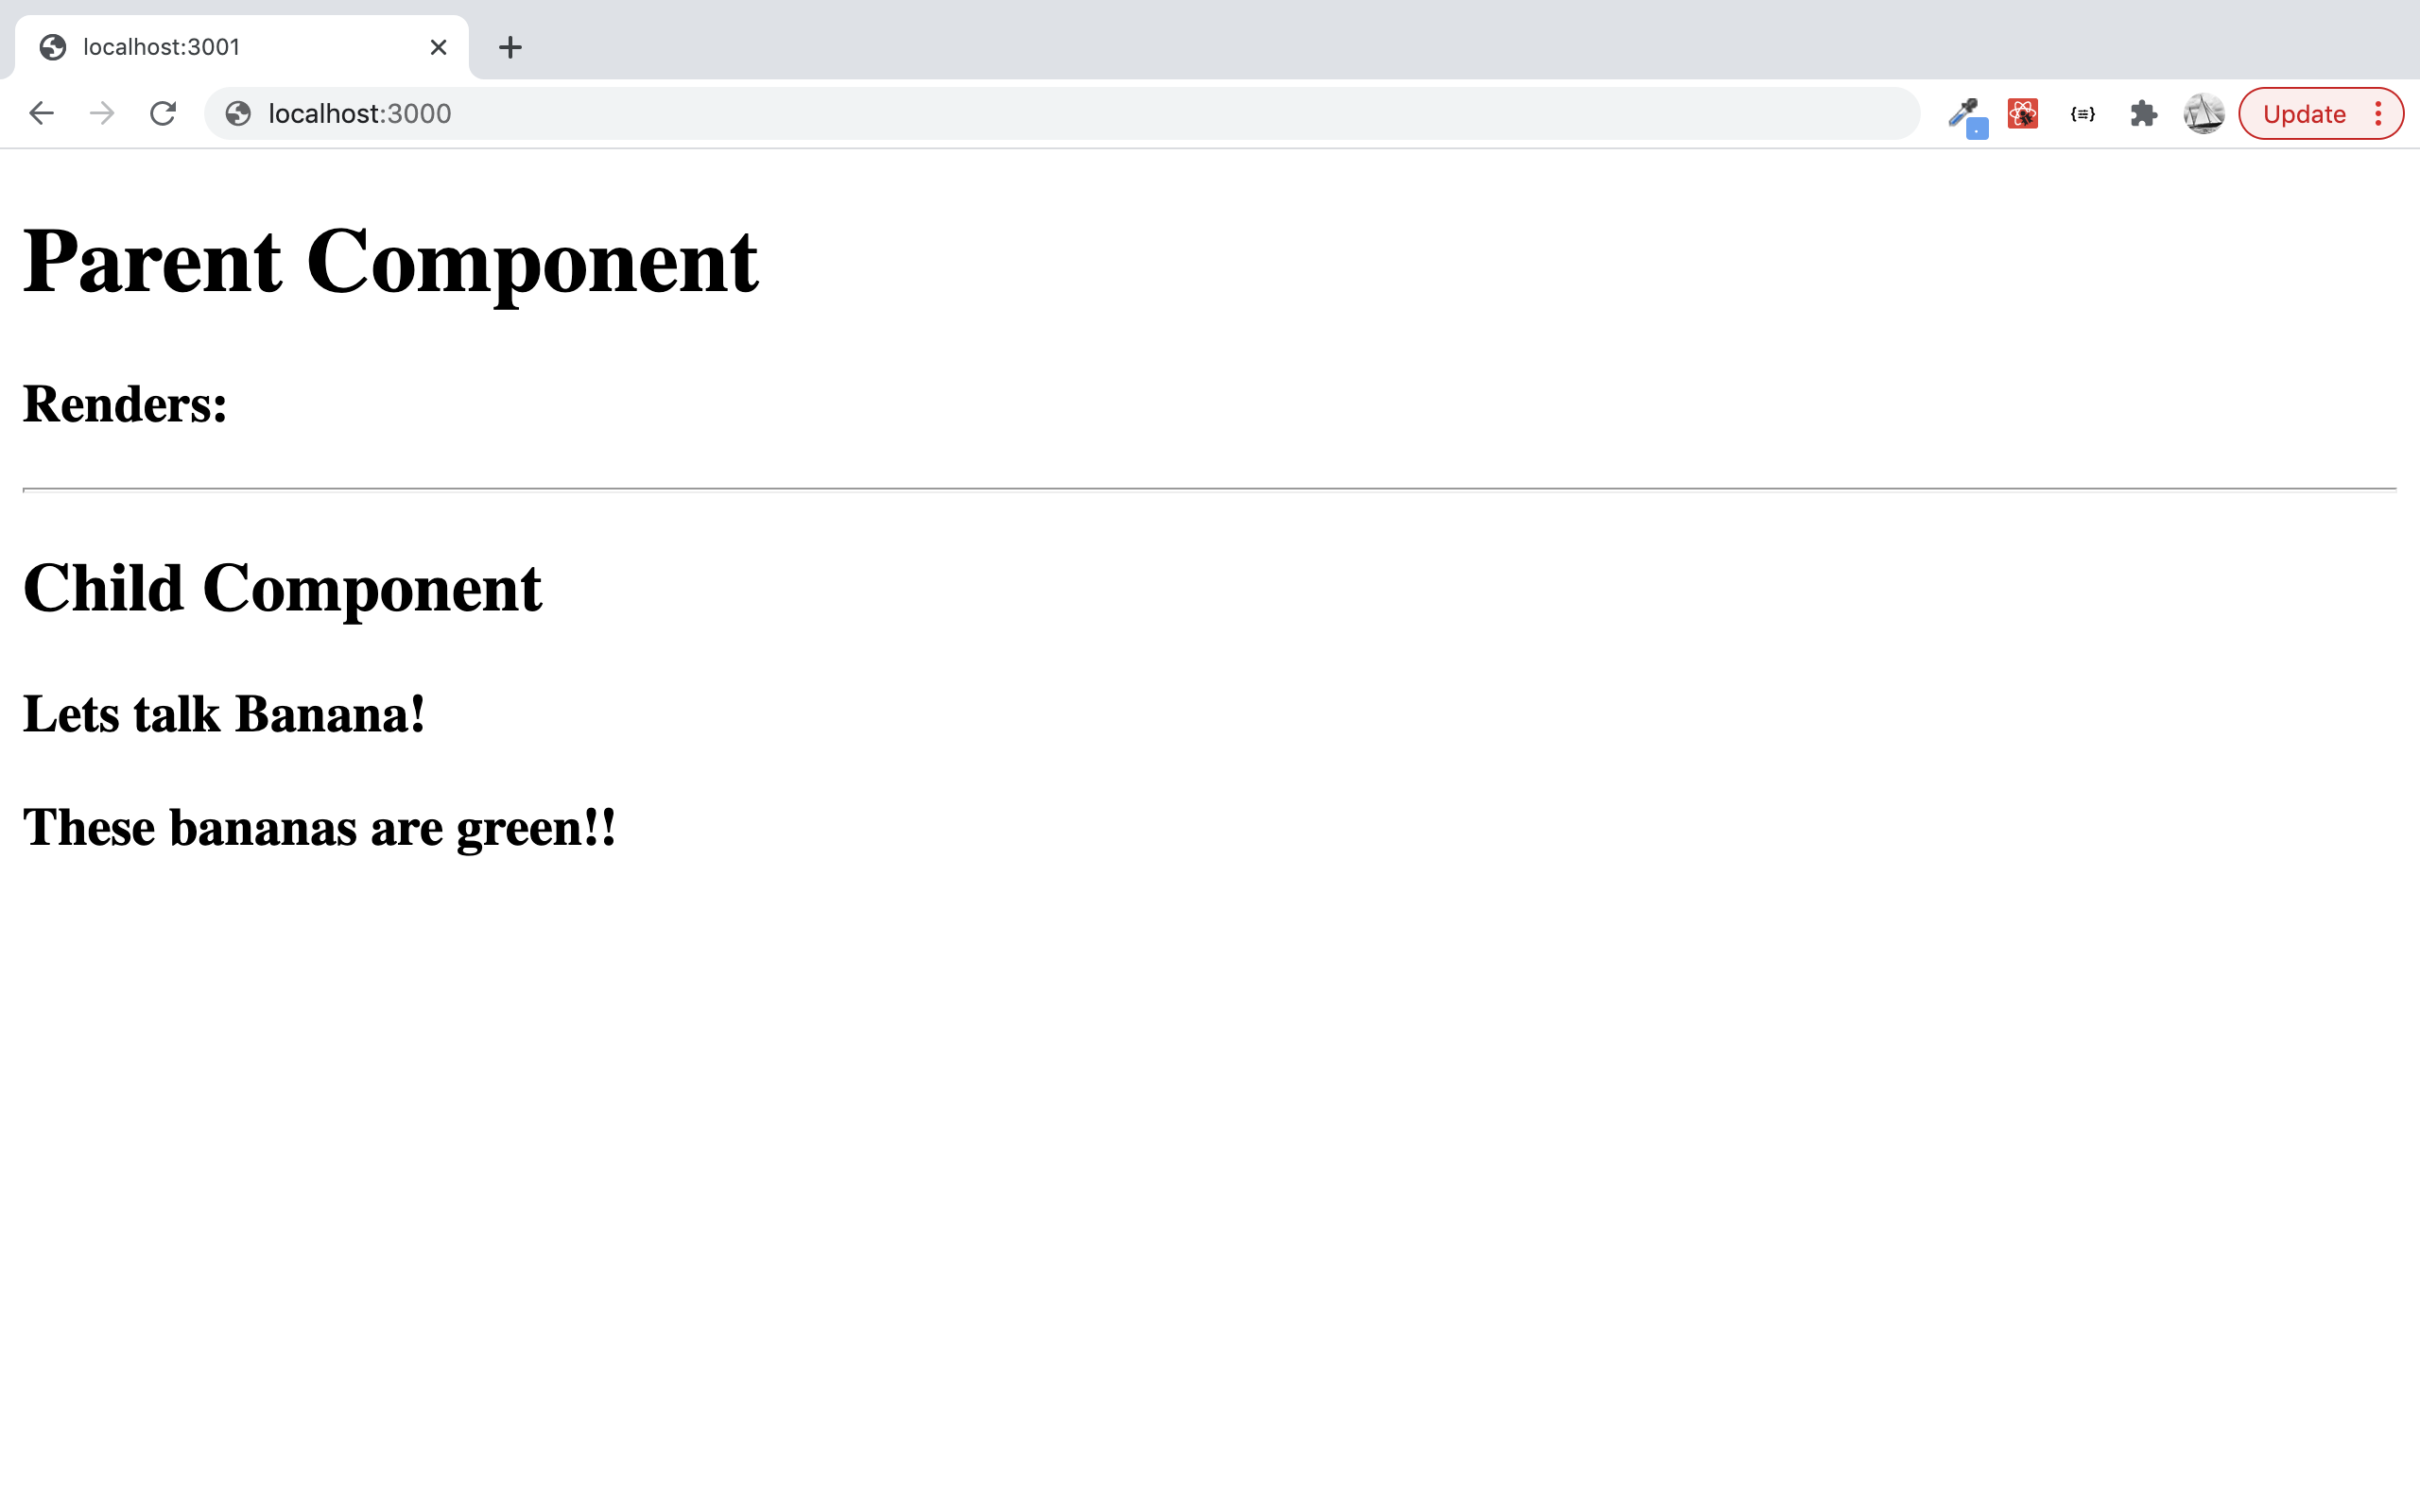 localhost:3001
localhost:3000
Update
Parent Component
Renders:
Child Component
Lets talk Banana!
These bananas are green!!